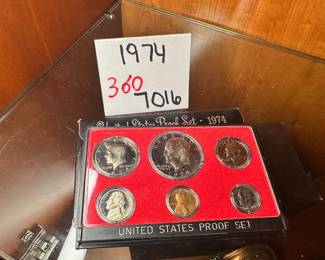 1974
360
7016
United States Proof Set · 1974
UNITED STATES PROOF SET